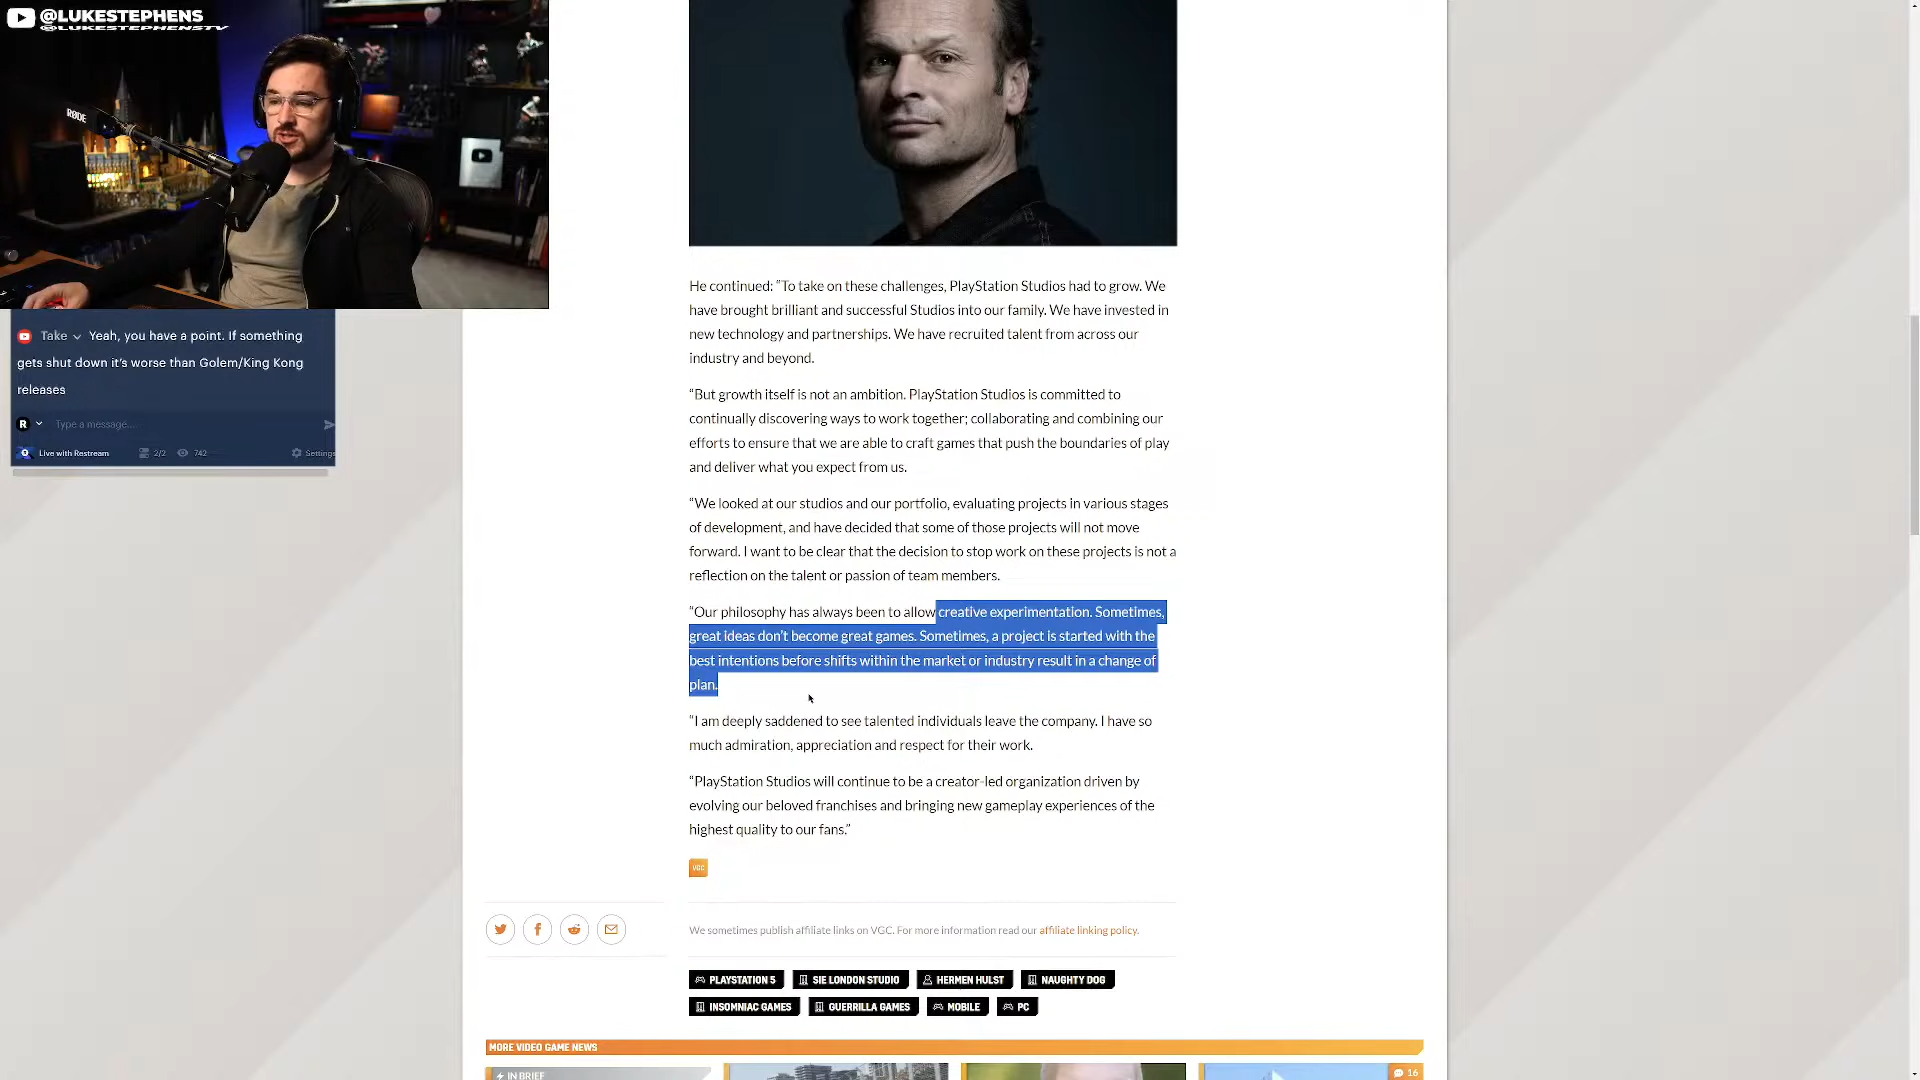 @LUKESTEPHENS
@LUKESTEPHENSTV
RØDE
Take Yeah, you have a point. If something
gets shut down it's worse than Golem/King Kong
releases
R Type a message...
Live with Restream 2/2 742 Settings
He continued: “To take on these challenges, PlayStation Studios had to grow. We
have brought brilliant and successful Studios into our family. We have invested in
new technology and partnerships. We have recruited talent from across our
industry and beyond.
“But growth itself is not an ambition. PlayStation Studios is committed to
continually discovering ways to work together; collaborating and combining our
efforts to ensure that we are able to craft games that push the boundaries of play
and deliver what you expect from us.
“We looked at our studios and our portfolio, evaluating projects in various stages
of development, and have decided that some of those projects will not move
forward. I want to be clear that the decision to stop work on these projects is not a
reflection on the talent or passion of team members.
“Our philosophy has always been to allow creative experimentation. Sometimes,
great ideas don’t become great games. Sometimes, a project is started with the
best intentions before shifts within the market or industry result in a change of
plan.
“I am deeply saddened to see talented individuals leave the company. I have so
much admiration, appreciation and respect for their work.
“PlayStation Studios will continue to be a creator-led organization driven by
evolving our beloved franchises and bringing new gameplay experiences of the
highest quality to our fans.”
VGC
We sometimes publish affiliate links on VGC. For more information read our affiliate linking policy.
PLAYSTATION 5 SIE LONDON STUDIO HERMEN HULST NAUGHTY DOG
INSOMNIAC GAMES GUERRILLA GAMES MOBILE PC
MORE VIDEO GAME NEWS
IN BRIEF
16